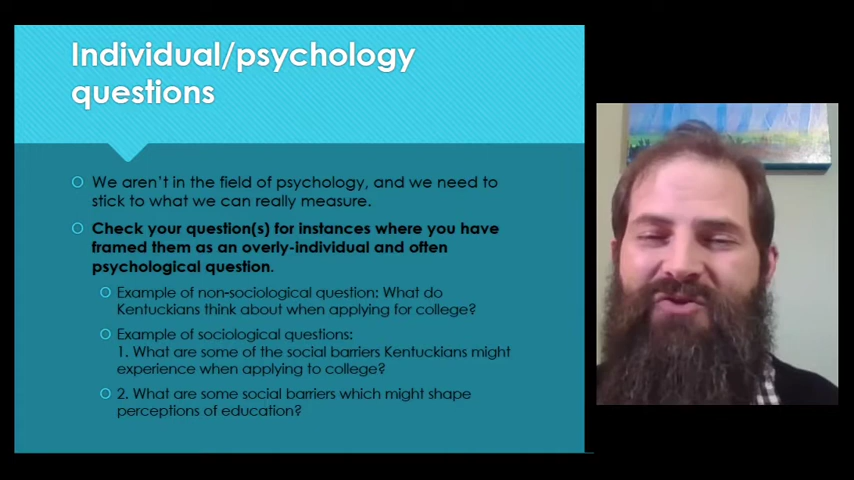 Individual/psychology
questions
We aren't in the field of psychology, and we need to
stick to what we can really measure.
Check your question(s) for instances where you have
framed them as an overly-individual and often
psychological question.
Example of non-sociological question: What do
Kentuckians think about when applying for college?
Example of sociological questions:
1. What are some of the social barriers Kentuckians might
experience when applying to college?
2. What are some social barriers which might shape
perceptions of education?